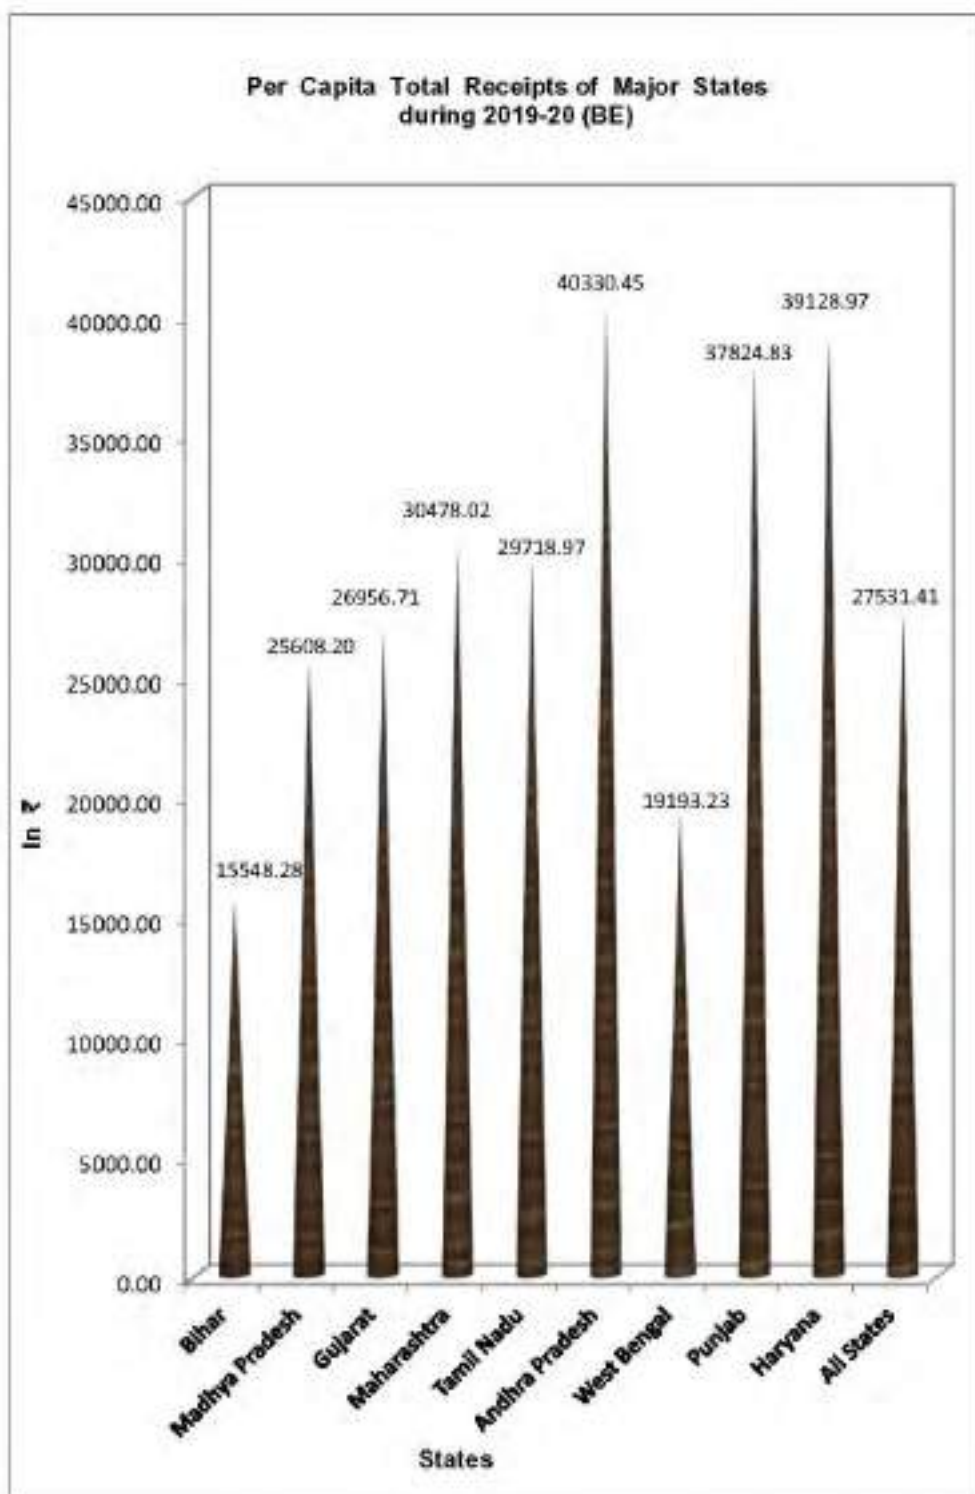 Per Capita Total Receipts of Major States
during 2019-20 (BE)
45000.00
40000.00
35000.00
30000.00
25000.00
20000.00
15000.00
10000.00
5000.00
0.00
In ₹
15548.28
25608.20
26956.71
30478.02
29718.97
40330.45
19193.23
37824.83
39128.97
27531.41
Bihar
Madhya Pradesh
Gujarat
Maharashtra
Tamil Nadu
Andhra Pradesh
West Bengal
Punjab
Haryana
All States
States